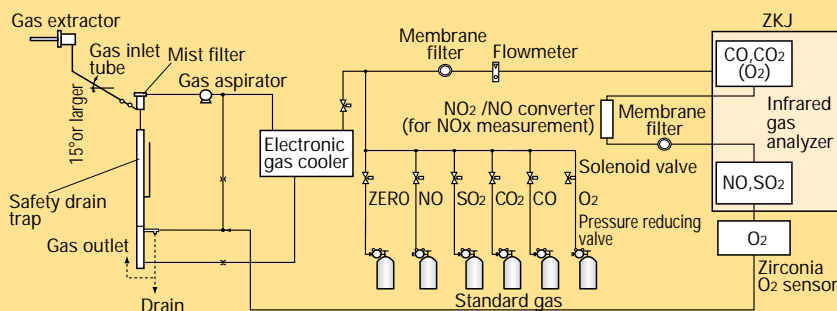 Gas extractor
Gas inlet
tube
Mist filter
Gas aspirator
15°or larger
Safety drain
trap
Gas outlet
Drain
Electronic
gas cooler
Membrane
filter
Flowmeter
NO2 /NO converter
(for NOx measurement)
Membrane
filter
Solenoid valve
ZERO
NO
SO2
CO2
CO
O2
Pressure reducing
valve
Standard gas
ZKJ
CO,CO2
(O2)
Infrared
gas
analyzer
NO,SO2
O2
Zirconia
O2 sensor